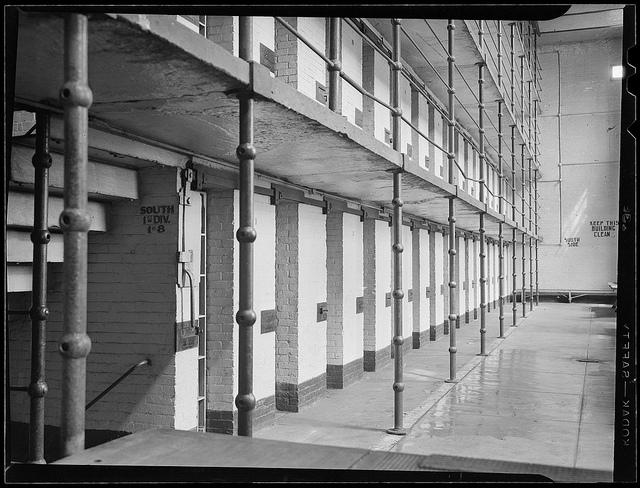 SOUTH
1ST DIV.
1-8
SOUTH
SIDE
KEEP THIS
BUILDING
CLEAN
KODAK — SAFETY